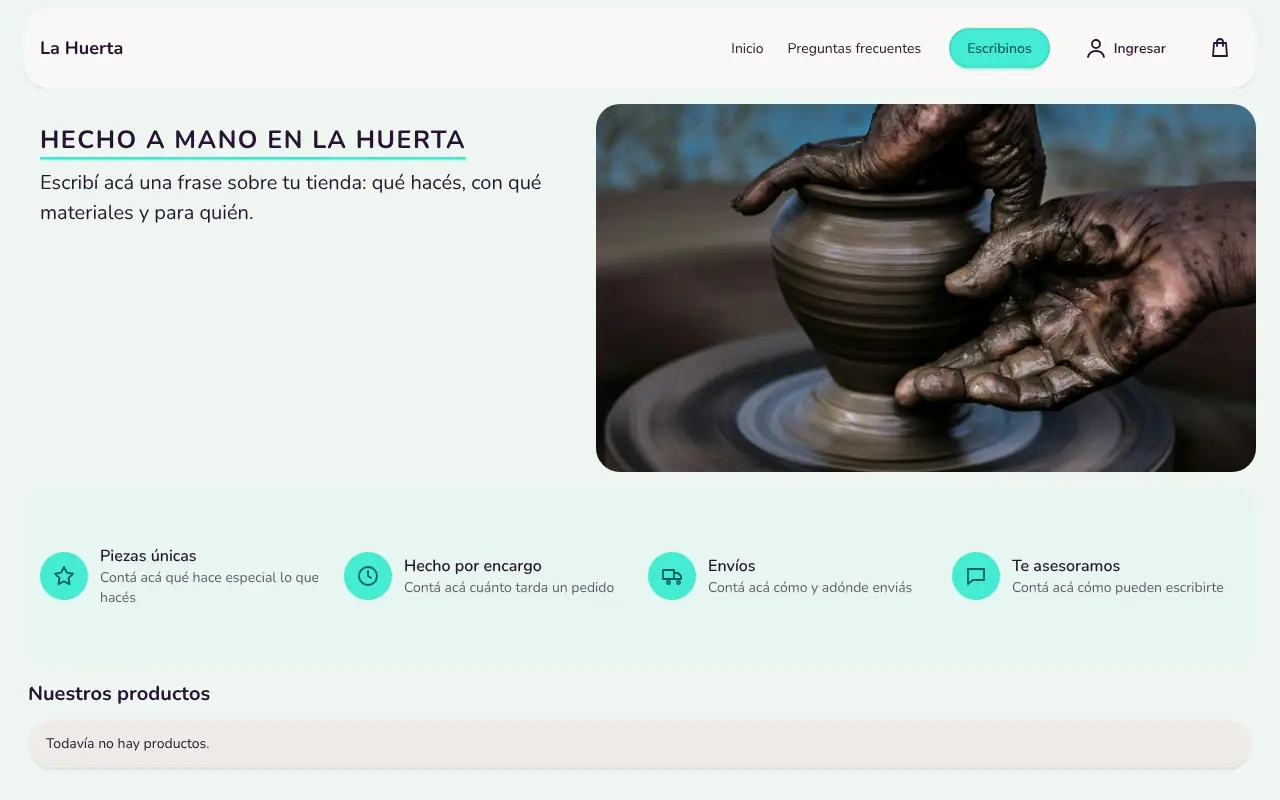 La Huerta
Inicio
Preguntas frecuentes
Escribinos
Ingresar
HECHO A MANO EN LA HUERTA
Escribí acá una frase sobre tu tienda: qué hacés, con qué
materiales y para quién.
Piezas únicas
Contá acá qué hace especial lo que
hacés
Hecho por encargo
Contá acá cuánto tarda un pedido
Envíos
Contá acá cómo y adónde enviás
Te asesoramos
Contá acá cómo pueden escribirte
Nuestros productos
Todavía no hay productos.